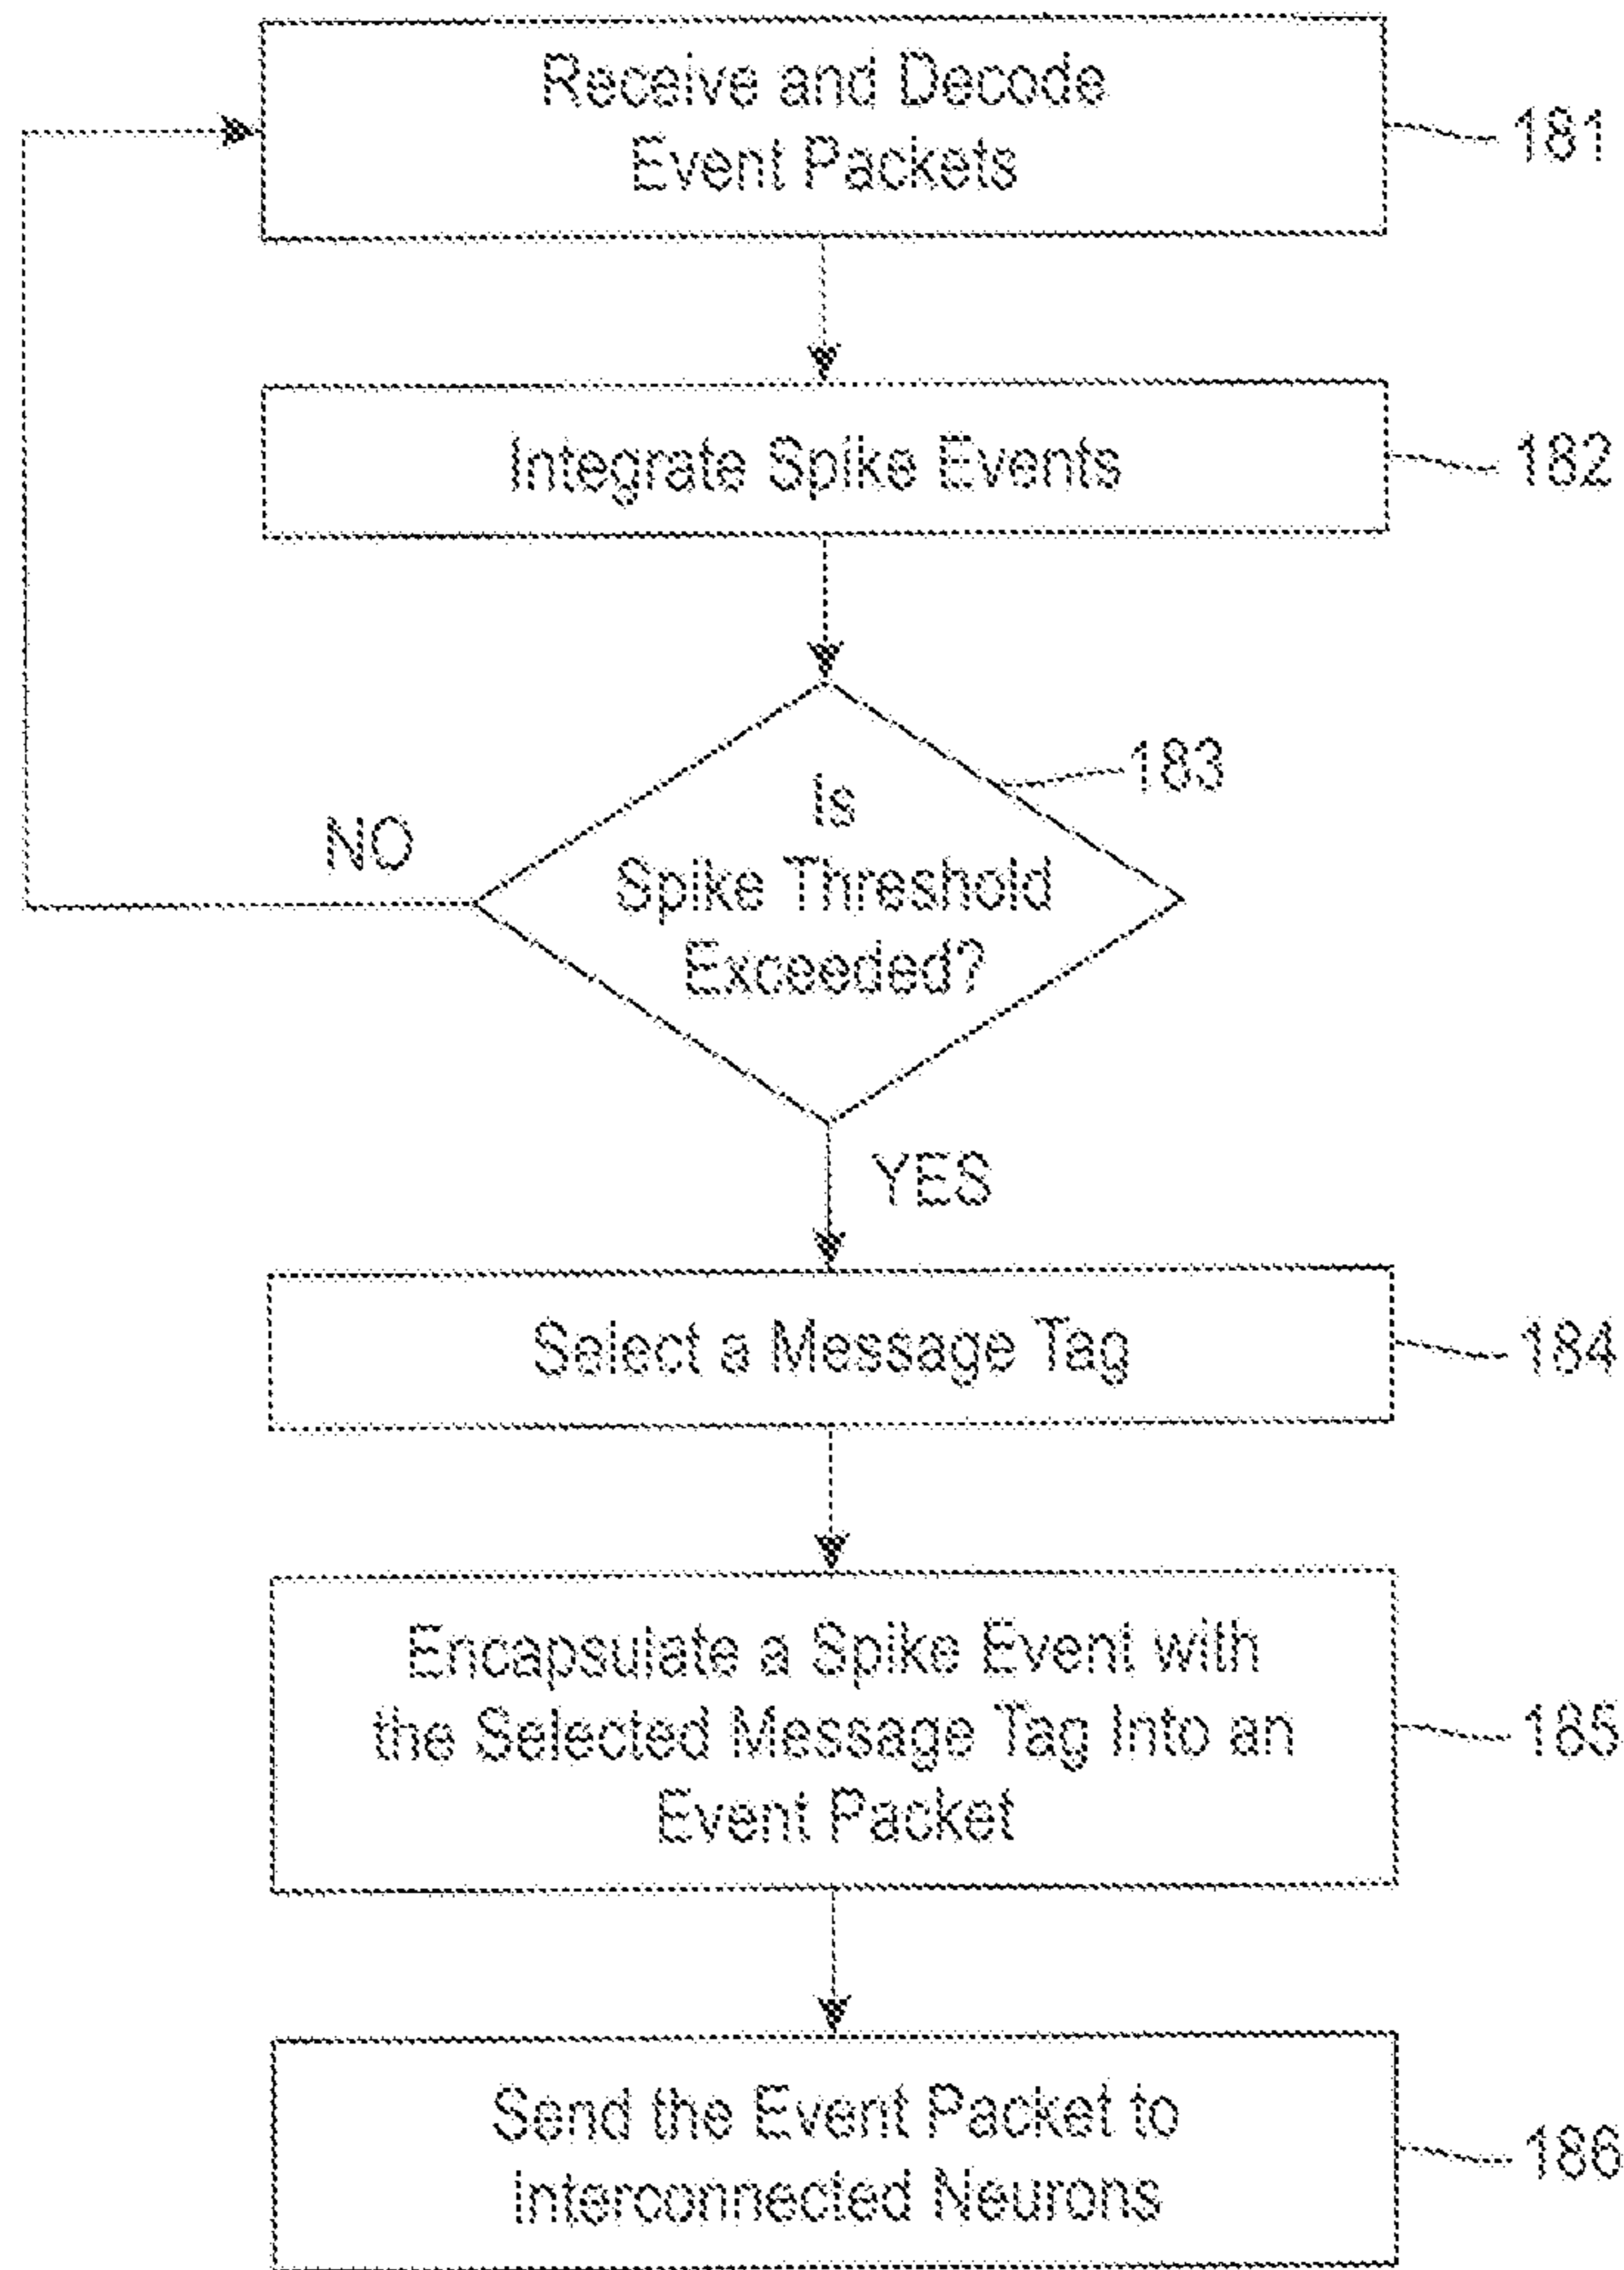 Receive and Decode
Event Packets
181
Integrate Spike Events
182
183
Is
Spike Threshold
Exceeded?
NO
YES
Select a Message Tag
184
Encapsulate a Spike Event with
the Selected Message Tag Into an
Event Packet
185
Send the Event Packet to
Interconnected Neurons
186